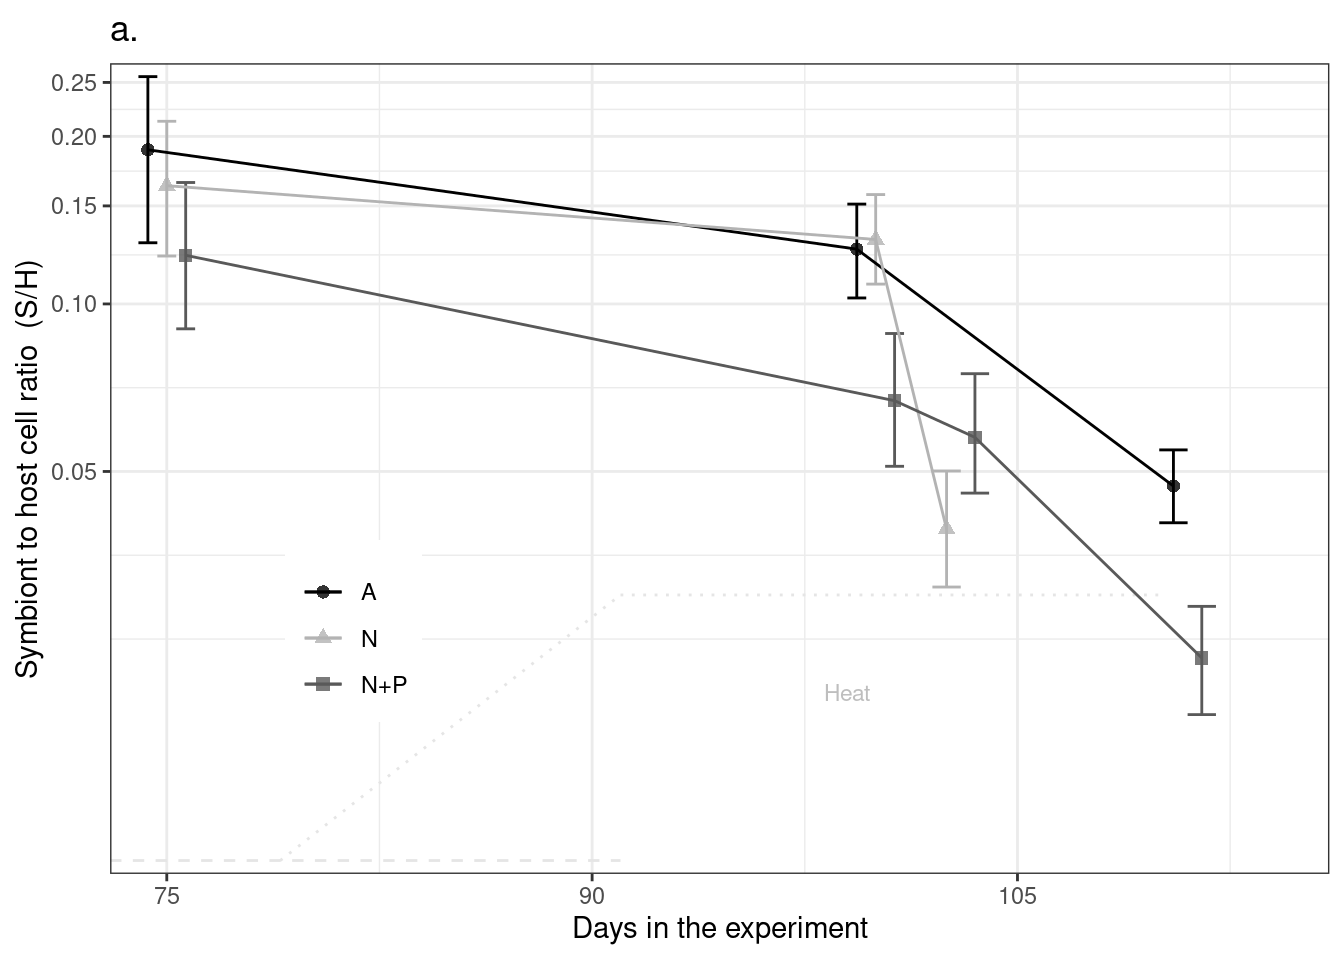 a.
Symbiont to host cell ratio (S/H)
0.25
0.20
0.15
0.10
0.05
A
N
N+P
Heat
75 90 105
Days in the experiment